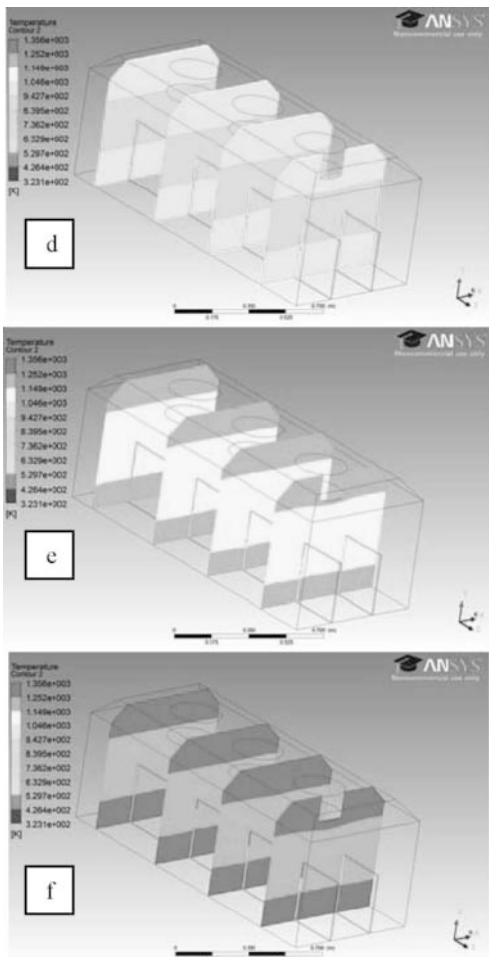 Temperature
Contour 2
1.356e+003
1.252e+003
1.149e+003
1.046e+003
9.427e+002
8.395e+002
7.362e+002
6.329e+002
5.297e+002
4.264e+002
3.231e+002
[K]
ANSYS
Noncommercial use only
d
0
0.350
0.700 (m)
0.175
0.525
Temperature
Contour 2
1.356e+003
1.252e+003
1.149e+003
1.046e+003
9.427e+002
8.395e+002
7.362e+002
6.329e+002
5.297e+002
4.264e+002
3.231e+002
[K]
ANSYS
Noncommercial use only
e
0
0.350
0.700 (m)
0.175
0.525
Temperature
Contour 2
1.356e+003
1.252e+003
1.149e+003
1.046e+003
9.427e+002
8.395e+002
7.362e+002
6.329e+002
5.297e+002
4.264e+002
3.231e+002
[K]
ANSYS
Noncommercial use only
f
0
0.350
0.700 (m)